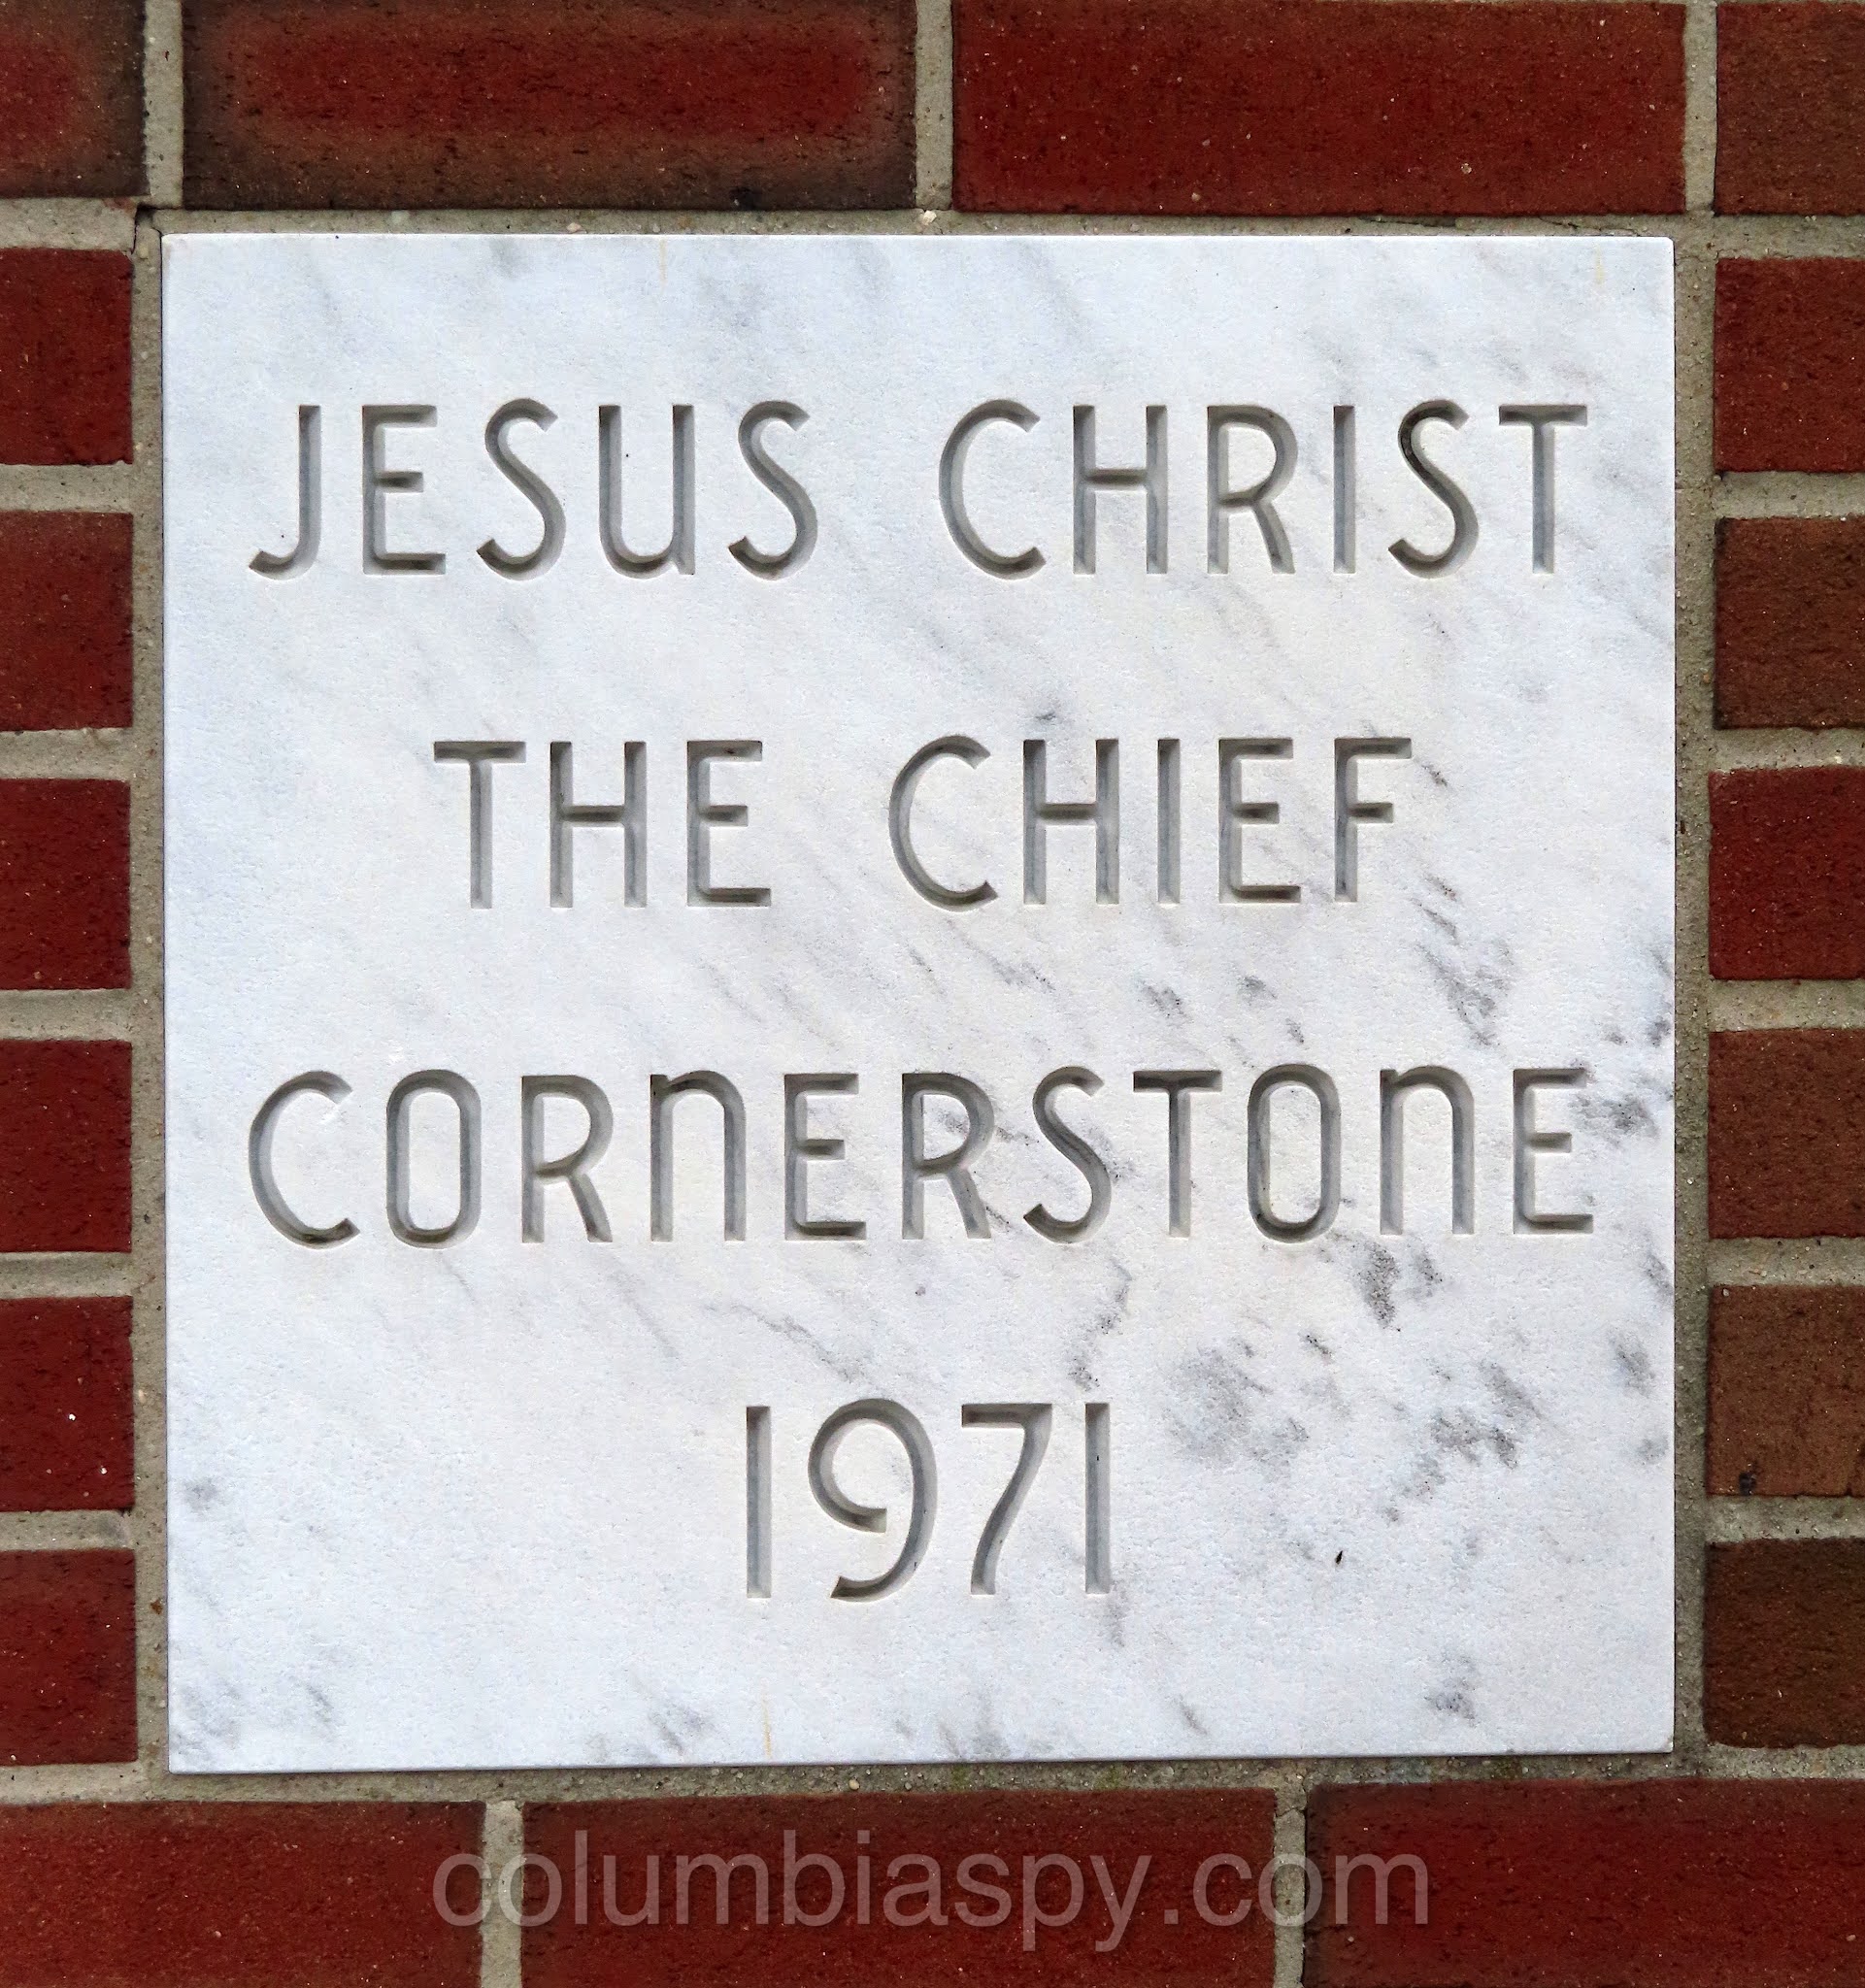 JESUS CHRIST
THE CHIEF
CORNERSTONE
1971
columbiaspy.com